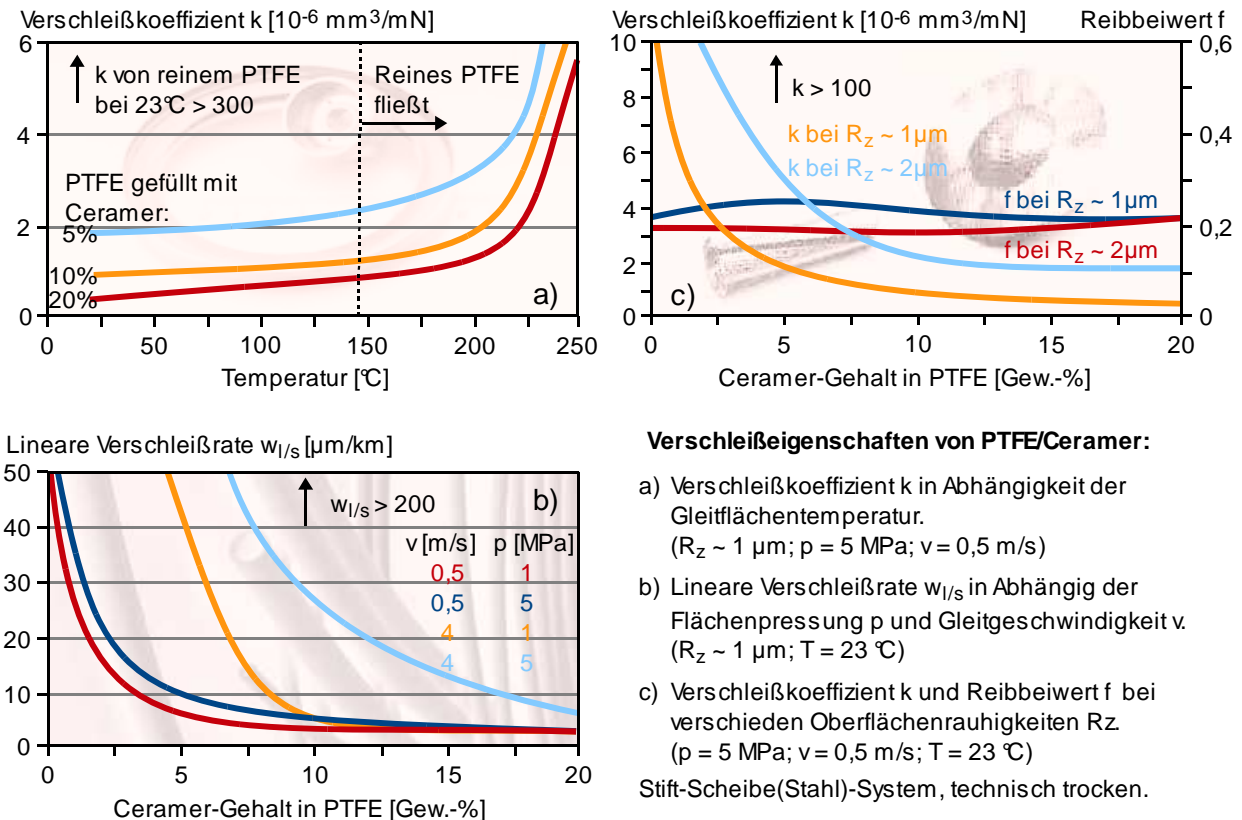 Verschleißkoeffizient k [10-6 mm3/mN]
6
4
2
0
k von reinem PTFE
bei 23°C > 300
Reines PTFE
fließt
PTFE gefüllt mit
Ceramer:
5%
10%
20%
a)
0 50 100 150 200 250
Temperatur [°C]
Verschleißkoeffizient k [10-6 mm3/mN] Reibbeiwert f
10
8
6
4
2
0
0,6
0,4
0,2
0
k > 100
k bei Rz ~ 1µm
k bei Rz ~ 2µm
f bei Rz ~ 1µm
f bei Rz ~ 2µm
c)
0 5 10 15 20
Ceramer-Gehalt in PTFE [Gew.-%]
Lineare Verschleißrate wl/s [µm/km]
50
40
30
20
10
0
wl/s > 200
b)
v [m/s] p [MPa]
0,5 1
0,5 5
4 1
4 5
0 5 10 15 20
Ceramer-Gehalt in PTFE [Gew.-%]
Verschleißeigenschaften von PTFE/Ceramer:
a) Verschleißkoeffizient k in Abhängigkeit der
Gleitflächentemperatur.
(Rz ~ 1 µm; p = 5 MPa; v = 0,5 m/s)
b) Lineare Verschleißrate wl/s in Abhängig der
Flächenpressung p und Gleitgeschwindigkeit v.
(Rz ~ 1 µm; T = 23 °C)
c) Verschleißkoeffizient k und Reibbeiwert f bei
verschieden Oberflächenrauhigkeiten Rz.
(p = 5 MPa; v = 0,5 m/s; T = 23 °C)
Stift-Scheibe(Stahl)-System, technisch trocken.